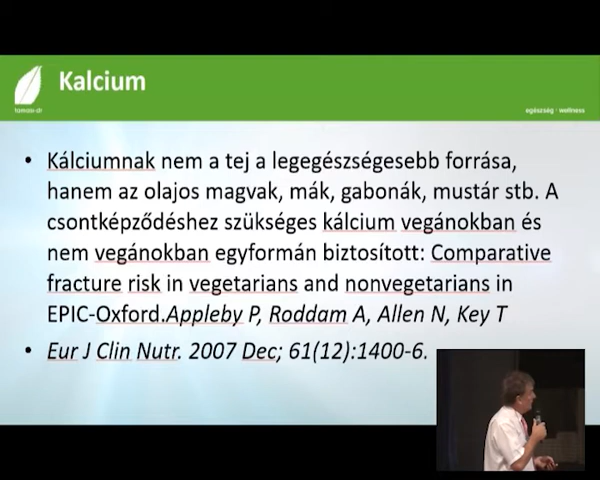 Kalcium
tamasi-dr
egészség · wellness
• Kálciumnak nem a tej a legegészségesebb forrása,
hanem az olajos magvak, mák, gabonák, mustár stb. A
csontképződéshez szükséges kálcium vegánokban és
nem vegánokban egyformán biztosított: Comparative
fracture risk in vegetarians and nonvegetarians in
EPIC-Oxford.Appleby P, Roddam A, Allen N, Key T
• Eur J Clin Nutr. 2007 Dec; 61(12):1400-6.